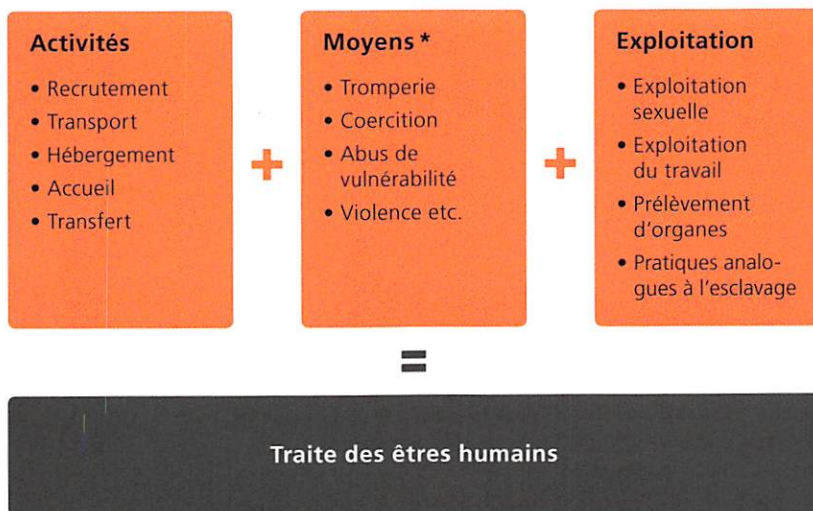 Activités
• Recrutement
• Transport
• Hébergement
• Accueil
• Transfert
+
Moyens *
• Tromperie
• Coercition
• Abus de
vulnérabilité
• Violence etc.
+
Exploitation
• Exploitation
sexuelle
• Exploitation
du travail
• Prélèvement
d'organes
• Pratiques analo-
gues à l'esclavage
=
Traite des êtres humains